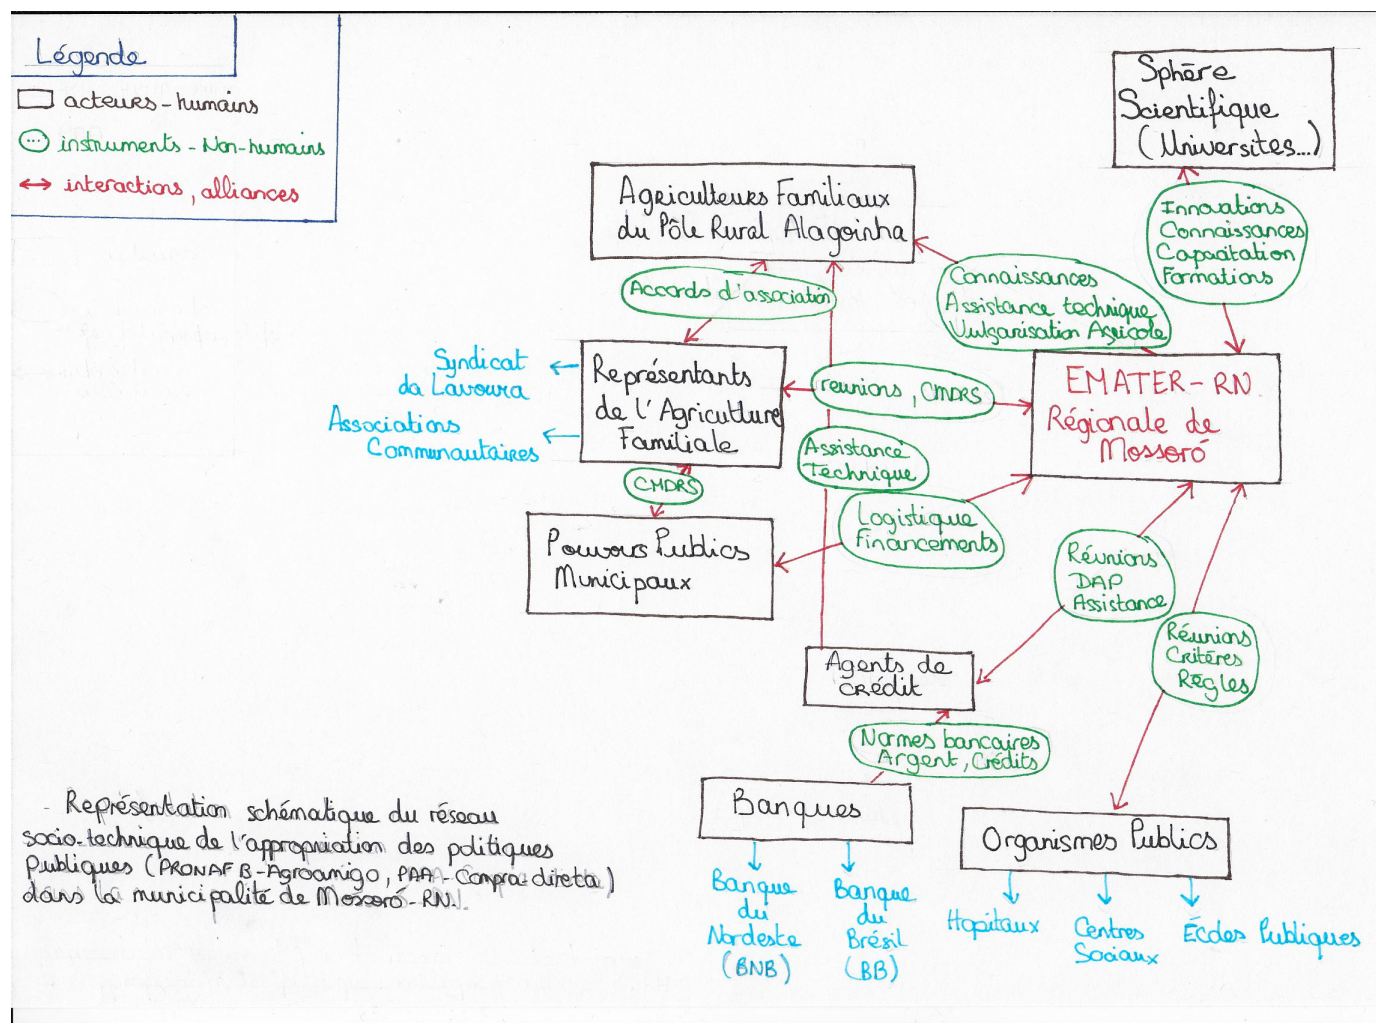 Légende
acteurs-humains
instruments-Non-humains
interactions, alliances
Sphère
Scientifique
(Universites...)
Innovations
Connaissances
Capacitation
Formations
Agriculteurs Familiaux
du Pôle Rural Alagoinha
Connaissances
Assistance technique
Vulgarisation Agricole
Accords d'association
Syndicat
da Lavoura
Associations
Communautaires
Représentants
de l'Agriculture
Familiale
reunions, CMDRS
EMATER-RN
Régionale de
Mossoró
Assistance
Technique
CMDRS
Logistique
Financements
Pouvoirs Publics
Municipaux
Réunions
DAP
Assistance
Réunions
Critères
Règles
Agents de
crédit
Normes bancaires
Argent, Crédits
Banques
Organismes Publics
Banque
du
Nordeste
(BNB)
Banque
du
Brésil
(BB)
Hopitaux
Centres
Sociaux
Écoles Publiques
- Représentation schématique du réseau
socio-technique de l'appropriation des politiques
Publiques (PRONAF B-Agroamigo, PAA-Compra-direta)
dans la municipalité de Mossoró-RN.